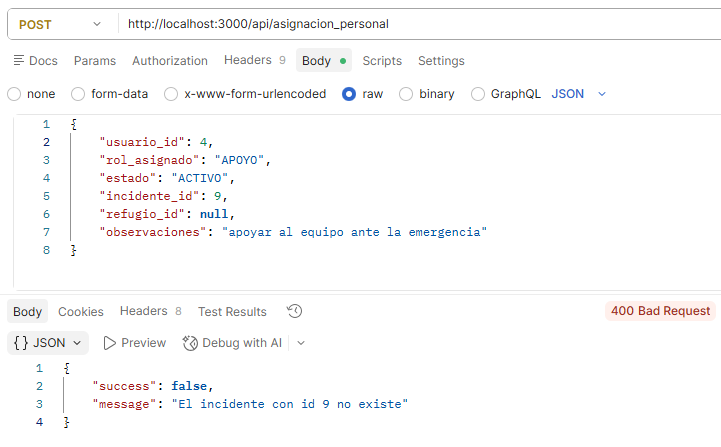 POST http://localhost:3000/api/asignacion_personal
Docs Params Authorization Headers 9 Body Scripts Settings
none form-data x-www-form-urlencoded raw binary GraphQL JSON
1 {
2 "usuario_id": 4,
3 "rol_asignado": "APOYO",
4 "estado": "ACTIVO",
5 "incidente_id": 9,
6 "refugio_id": null,
7 "observaciones": "apoyar al equipo ante la emergencia"
8 }
Body Cookies Headers 8 Test Results 400 Bad Request
{} JSON Preview Debug with AI
1 {
2 "success": false,
3 "message": "El incidente con id 9 no existe"
4 }